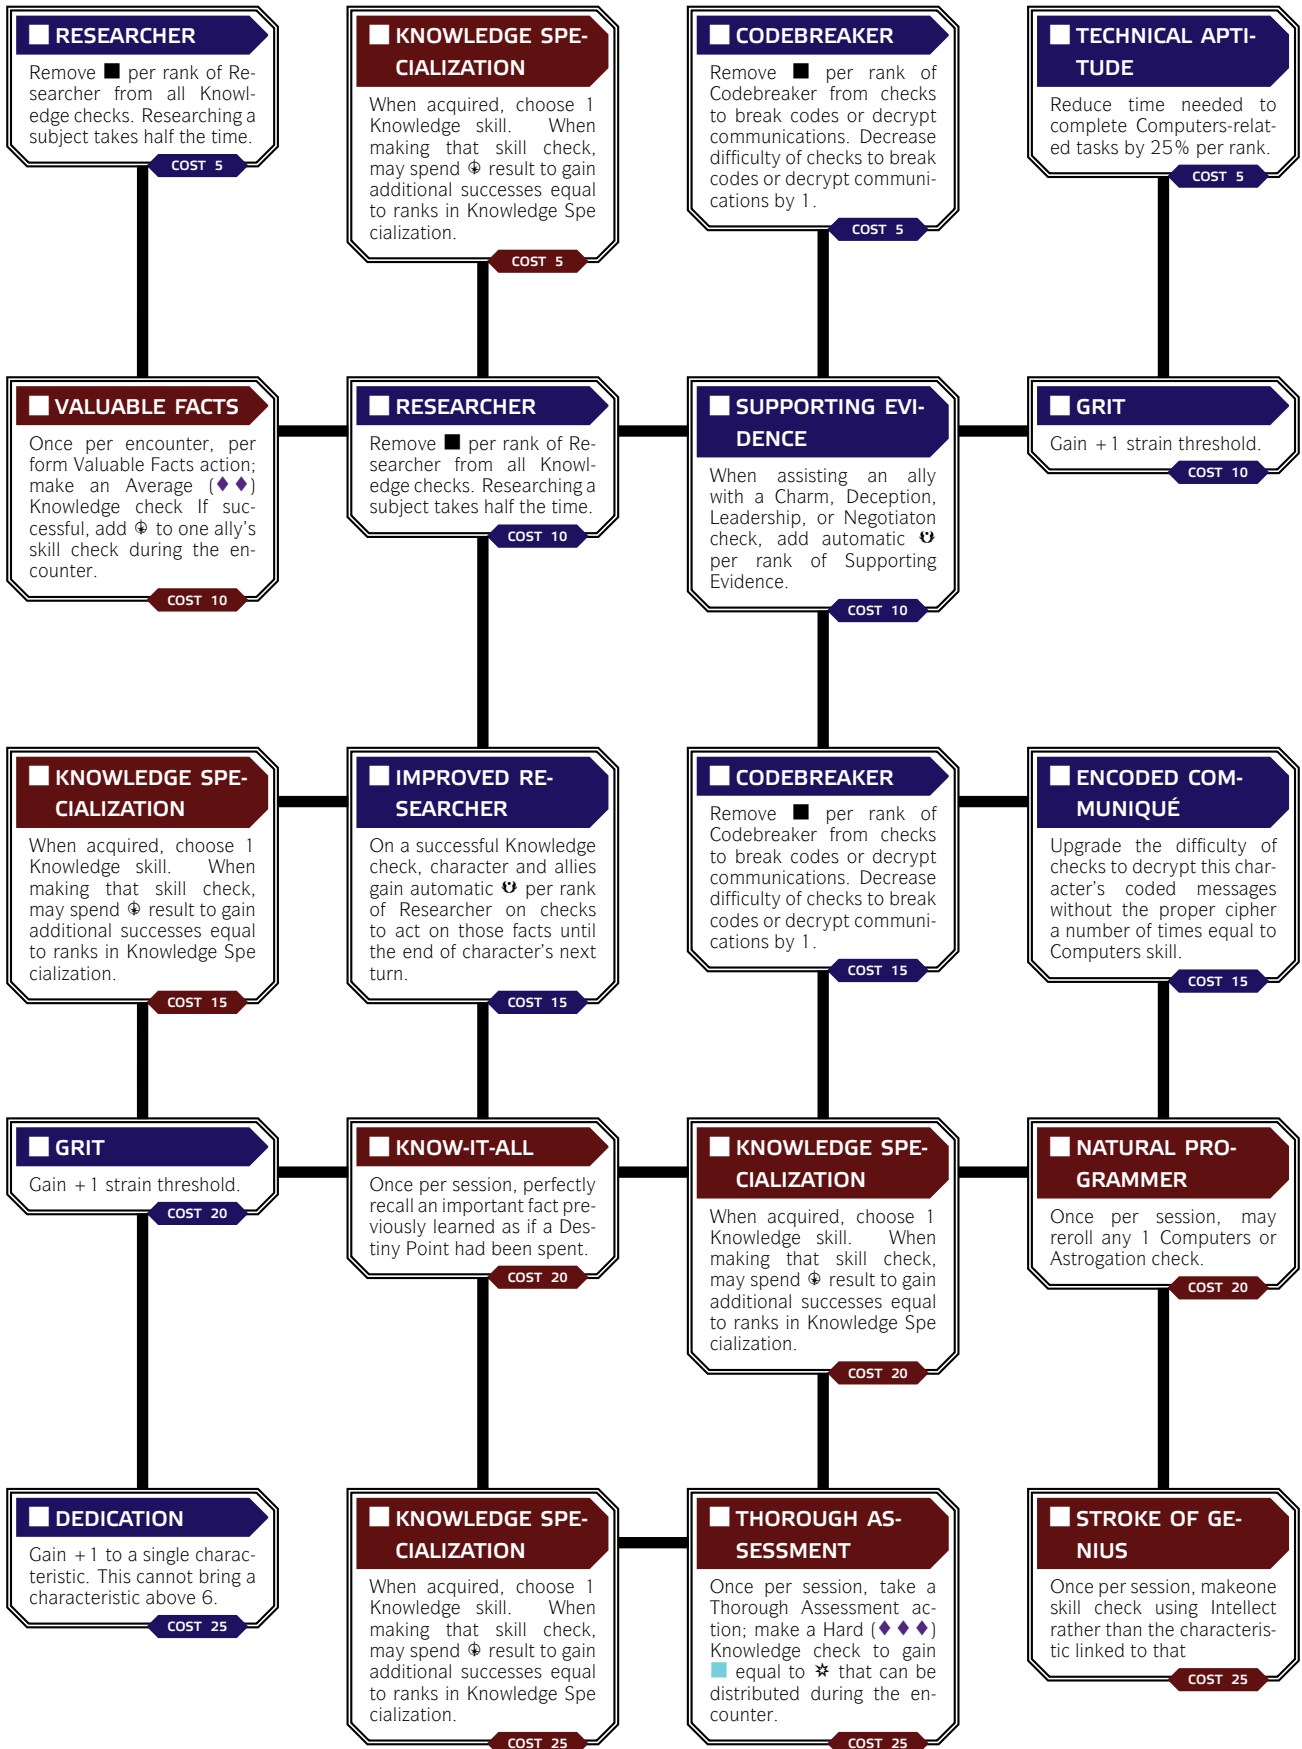 RESEARCHER
Remove per rank of Re-
searcher from all Knowl-
edge checks. Researching a
subject takes half the time.
COST 5
KNOWLEDGE SPE-
CIALIZATION
When acquired, choose 1
Knowledge skill. When
making that skill check,
may spend result to gain
additional successes equal
to ranks in Knowledge Spe
cialization.
COST 5
CODEBREAKER
Remove per rank of
Codebreaker from checks
to break codes or decrypt
communications. Decrease
difficulty of checks to break
codes or decrypt communi-
cations by 1.
COST 5
TECHNICAL APTI-
TUDE
Reduce time needed to
complete Computers-relat-
ed tasks by 25% per rank.
COST 5
VALUABLE FACTS
Once per encounter, per
form Valuable Facts action;
make an Average (♦ ♦)
Knowledge check If suc-
cessful, add to one ally's
skill check during the en-
counter.
COST 10
RESEARCHER
Remove per rank of Re-
searcher from all Knowl-
edge checks. Researching a
subject takes half the time.
COST 10
SUPPORTING EVI-
DENCE
When assisting an ally
with a Charm, Deception,
Leadership, or Negotiaton
check, add automatic
per rank of Supporting
Evidence.
COST 10
GRIT
Gain +1 strain threshold.
COST 10
KNOWLEDGE SPE-
CIALIZATION
When acquired, choose 1
Knowledge skill. When
making that skill check,
may spend result to gain
additional successes equal
to ranks in Knowledge Spe
cialization.
COST 15
IMPROVED RE-
SEARCHER
On a successful Knowledge
check, character and allies
gain automatic per rank
of Researcher on checks
to act on those facts until
the end of character's next
turn.
COST 15
CODEBREAKER
Remove per rank of
Codebreaker from checks
to break codes or decrypt
communications. Decrease
difficulty of checks to break
codes or decrypt communi-
cations by 1.
COST 15
ENCODED COM-
MUNIQUÉ
Upgrade the difficulty of
checks to decrypt this char-
acter's coded messages
without the proper cipher
a number of times equal to
Computers skill.
COST 15
GRIT
Gain +1 strain threshold.
COST 20
KNOW-IT-ALL
Once per session, perfectly
recall an important fact pre-
viously learned as if a Des-
tiny Point had been spent.
COST 20
KNOWLEDGE SPE-
CIALIZATION
When acquired, choose 1
Knowledge skill. When
making that skill check,
may spend result to gain
additional successes equal
to ranks in Knowledge Spe
cialization.
COST 20
NATURAL PRO-
GRAMMER
Once per session, may
reroll any 1 Computers or
Astrogation check.
COST 20
DEDICATION
Gain +1 to a single charac-
teristic. This cannot bring a
characteristic above 6.
COST 25
KNOWLEDGE SPE-
CIALIZATION
When acquired, choose 1
Knowledge skill. When
making that skill check,
may spend result to gain
additional successes equal
to ranks in Knowledge Spe
cialization.
COST 25
THOROUGH AS-
SESSMENT
Once per session, take a
Thorough Assessment ac-
tion; make a Hard (♦ ♦ ♦)
Knowledge check to gain
equal to that can be
distributed during the en-
counter.
COST 25
STROKE OF GE-
NIUS
Once per session, makeone
skill check using Intellect
rather than the characteris-
tic linked to that
COST 25